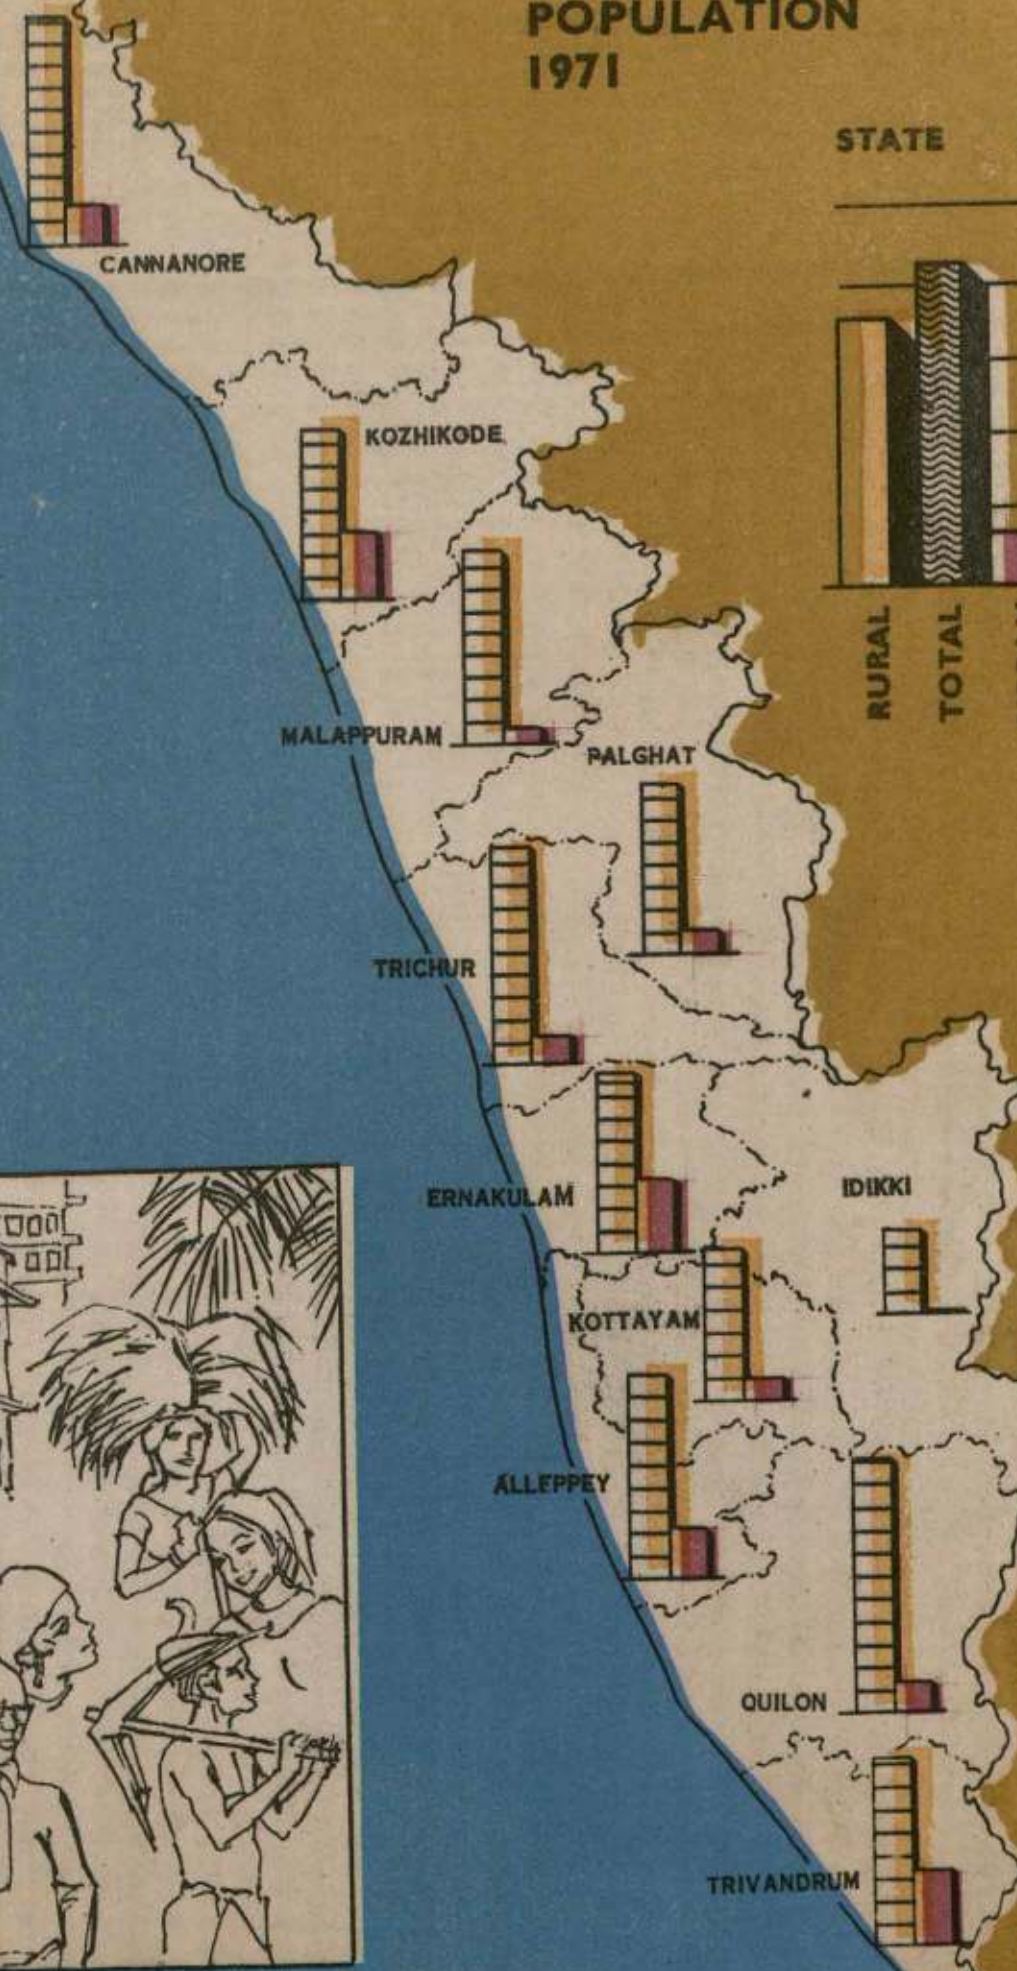 POPULATION
1971
STATE
RURAL
TOTAL
CANNANORE
KOZHIKODE
MALAPPURAM
PALGHAT
TRICHUR
ERNAKULAM
IDIKKI
KOTTAYAM
ALLEPPEY
QUILON
TRIVANDRUM